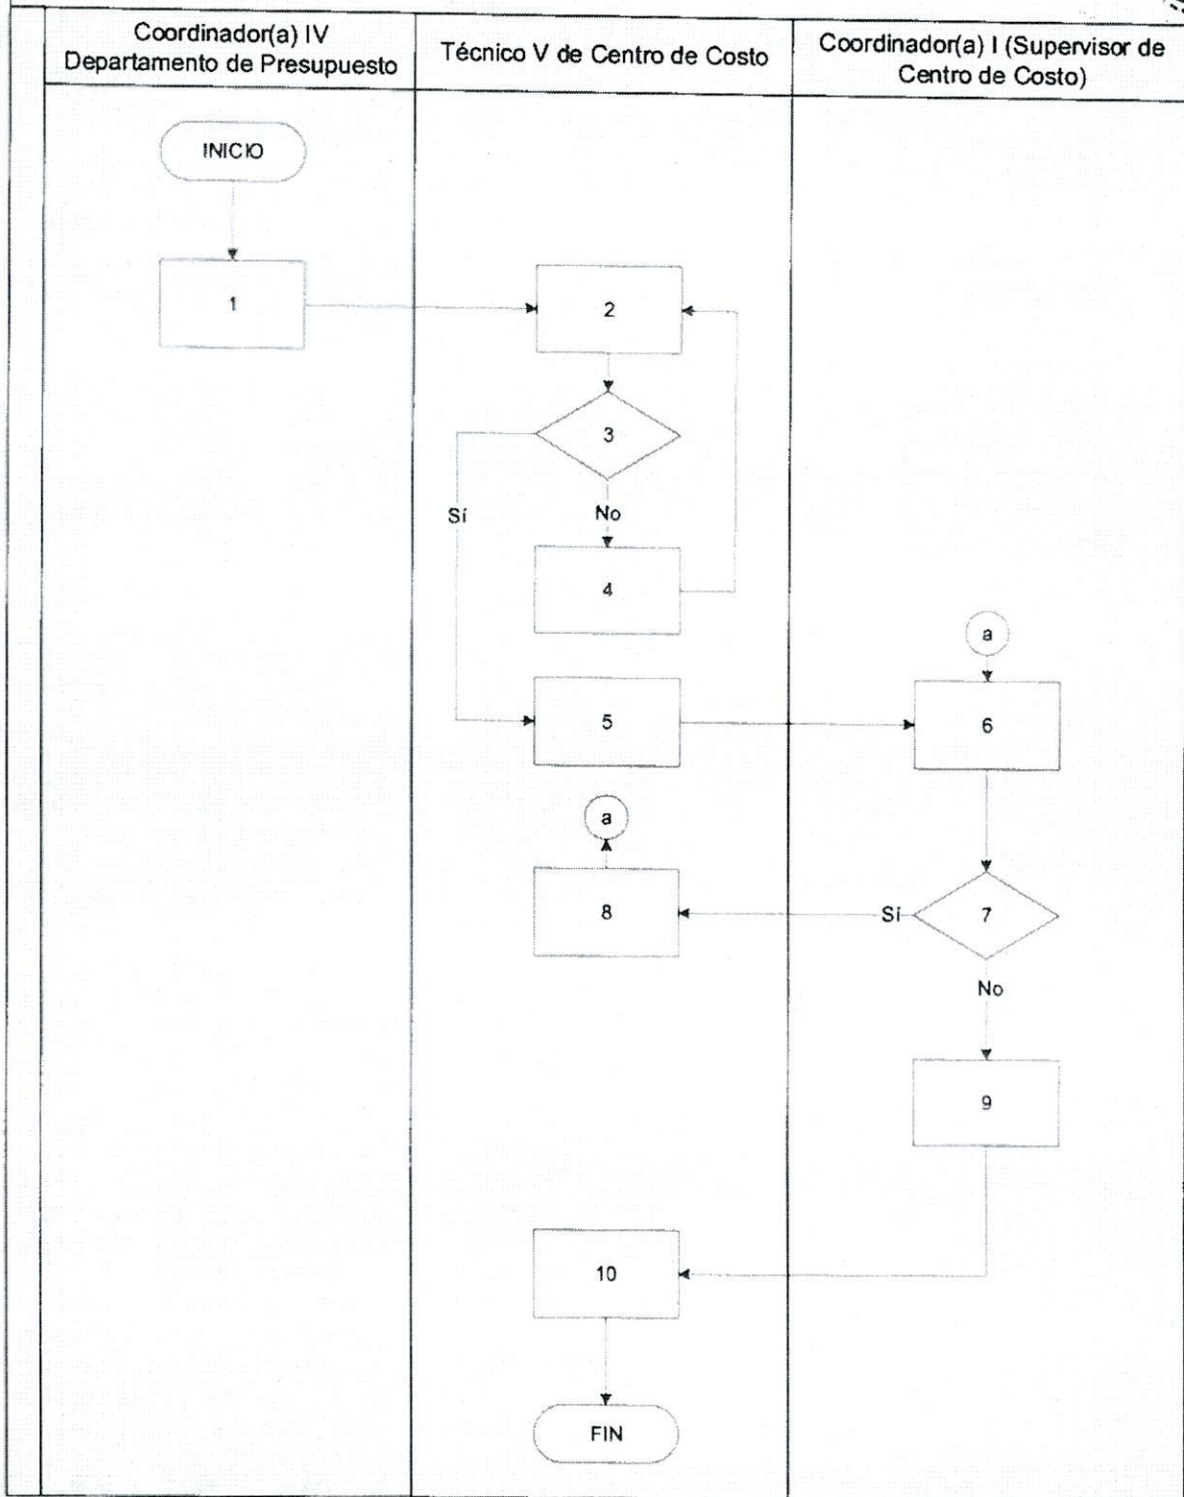 Coordinador(a) IV
Departamento de Presupuesto
Técnico V de Centro de Costo
Coordinador(a) I (Supervisor de
Centro de Costo)
INICIO
1
2
3
Sí
No
4
a
5
6
a
8
Sí
7
No
9
10
FIN